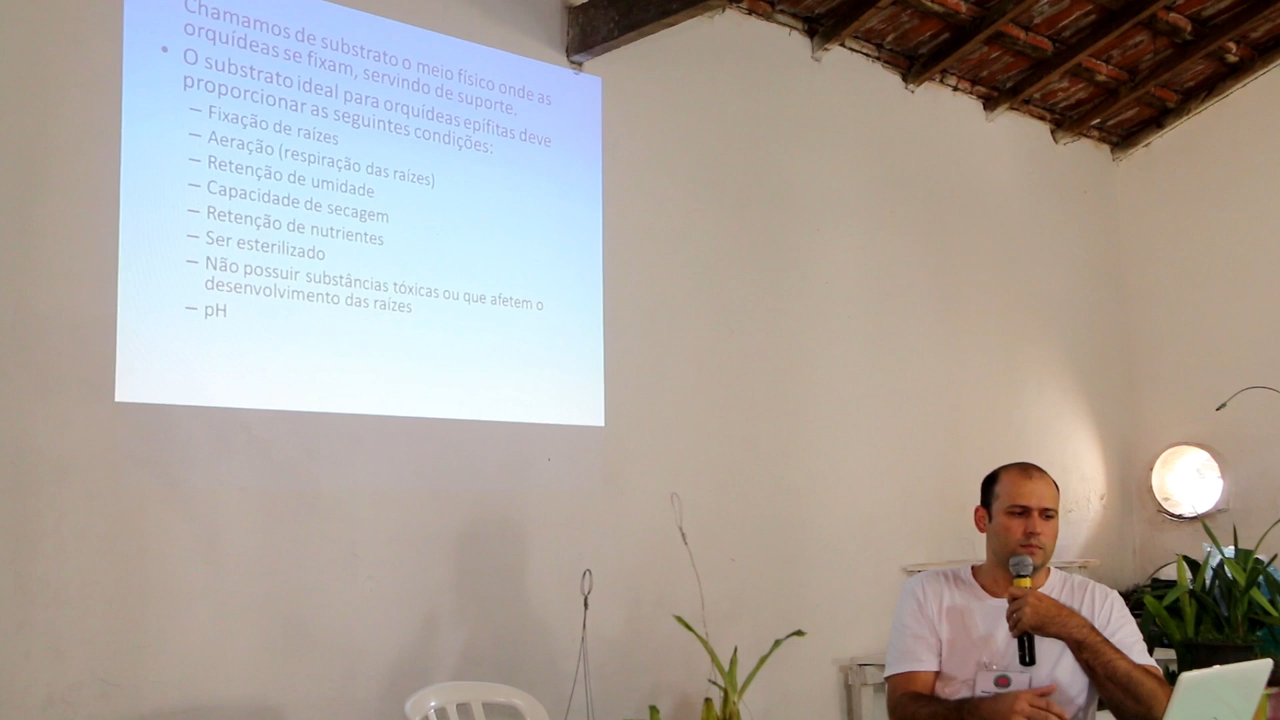 Chamamos de substrato o meio físico onde as
orquídeas se fixam, servindo de suporte.
• O substrato ideal para orquídeas epífitas deve
proporcionar as seguintes condições:
– Fixação de raízes
– Aeração (respiração das raízes)
– Retenção de umidade
– Capacidade de secagem
– Retenção de nutrientes
– Ser esterilizado
– Não possuir substâncias tóxicas ou que afetem o
desenvolvimento das raízes
– pH